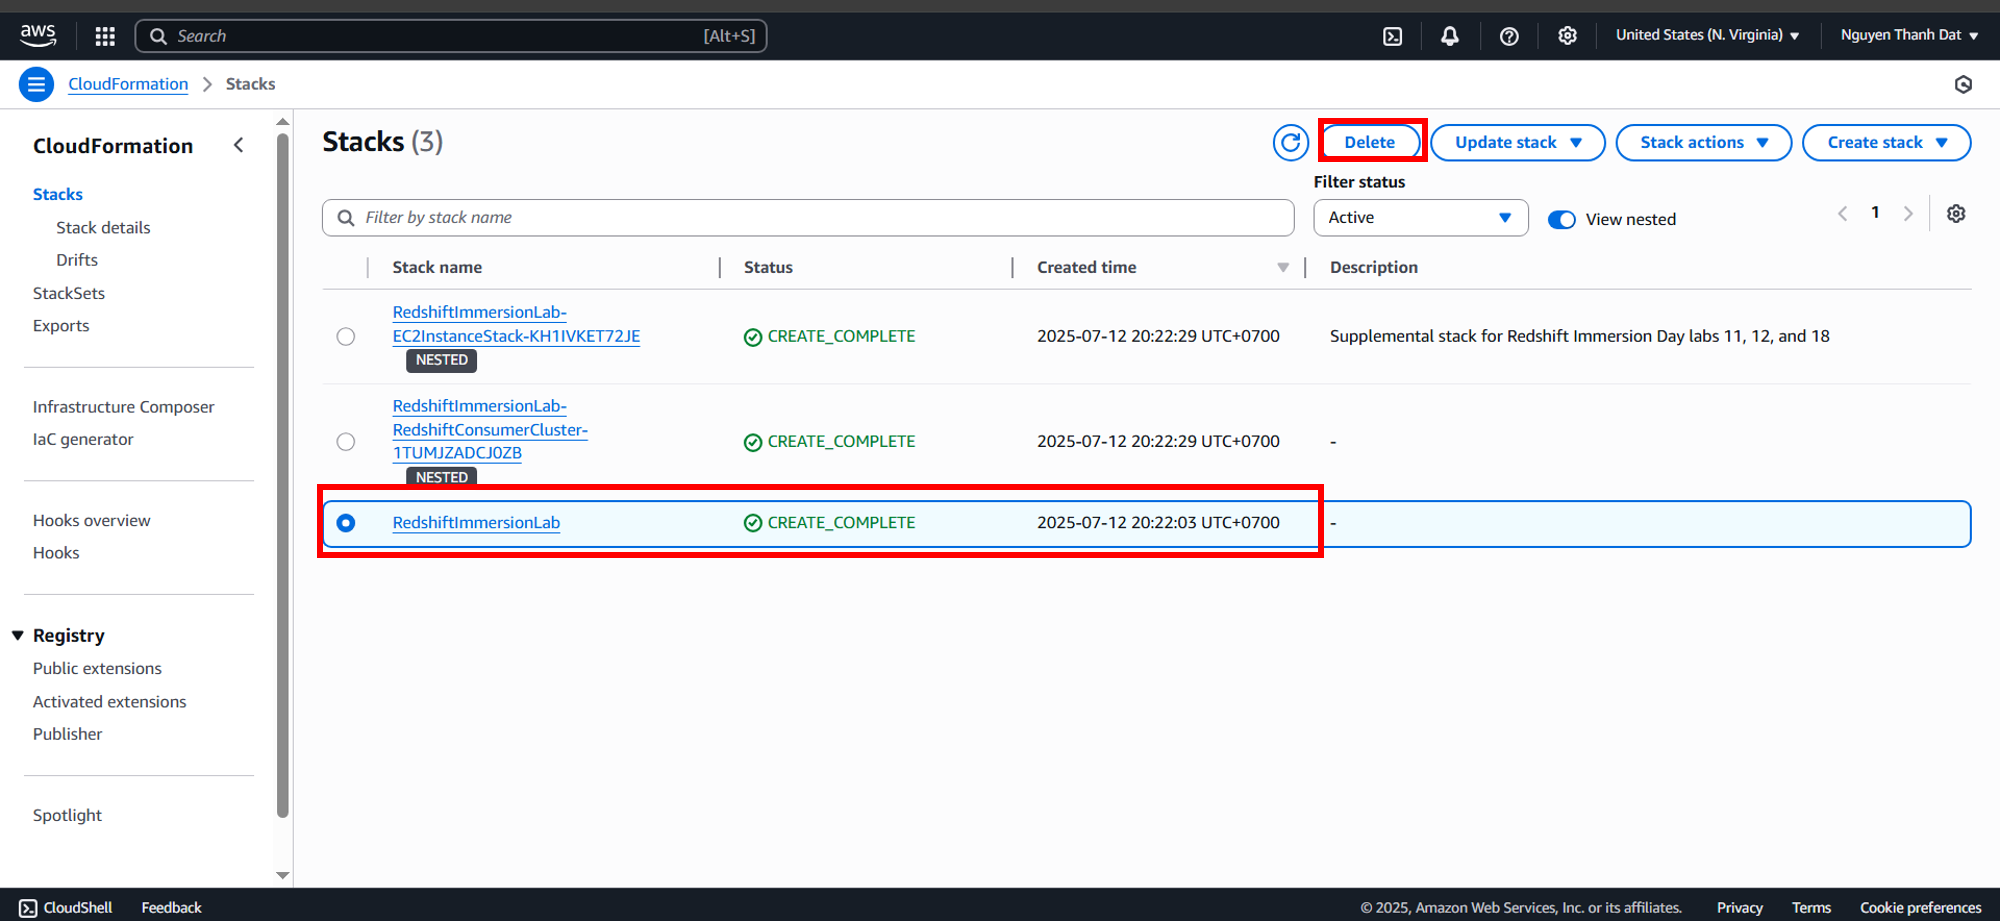 aws
Search [Alt+S]
United States (N. Virginia)
Nguyen Thanh Dat
CloudFormation
Stacks
CloudFormation
Stacks
Stack details
Drifts
StackSets
Exports
Infrastructure Composer
IaC generator
Hooks overview
Hooks
Registry
Public extensions
Activated extensions
Publisher
Spotlight
Stacks (3)
Delete
Update stack
Stack actions
Create stack
Filter status
Filter by stack name
Active
View nested
1
Stack name
Status
Created time
Description
RedshiftImmersionLab-
EC2InstanceStack-KH1IVKET72JE
NESTED
CREATE_COMPLETE
2025-07-12 20:22:29 UTC+0700
Supplemental stack for Redshift Immersion Day labs 11, 12, and 18
RedshiftImmersionLab-
RedshiftConsumerCluster-
1TUMJZADCJ0ZB
NESTED
CREATE_COMPLETE
2025-07-12 20:22:29 UTC+0700
-
RedshiftImmersionLab
CREATE_COMPLETE
2025-07-12 20:22:03 UTC+0700
-
CloudShell
Feedback
© 2025, Amazon Web Services, Inc. or its affiliates.
Privacy
Terms
Cookie preferences